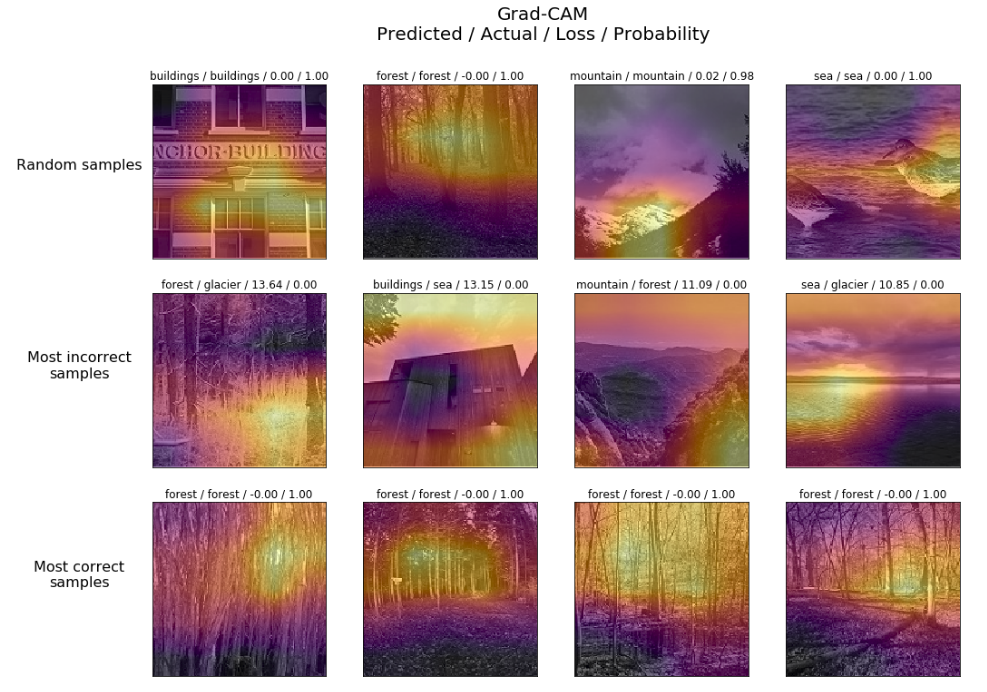 Grad-CAM
Predicted / Actual / Loss / Probability
buildings / buildings / 0.00 / 1.00
forest / forest / -0.00 / 1.00
mountain / mountain / 0.02 / 0.98
sea / sea / 0.00 / 1.00
Random samples
NCHOR-BUILDING
forest / glacier / 13.64 / 0.00
buildings / sea / 13.15 / 0.00
mountain / forest / 11.09 / 0.00
sea / glacier / 10.85 / 0.00
Most incorrect
samples
forest / forest / -0.00 / 1.00
forest / forest / -0.00 / 1.00
forest / forest / -0.00 / 1.00
forest / forest / -0.00 / 1.00
Most correct
samples